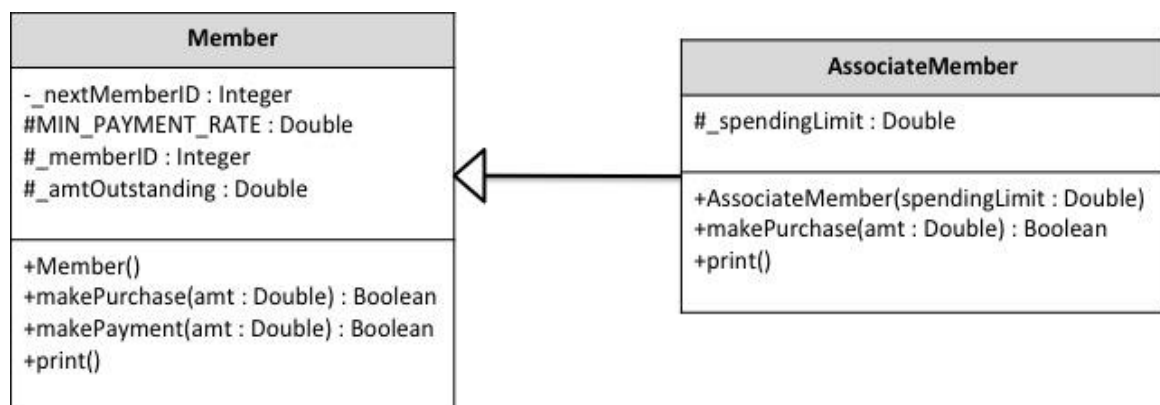 Member
-_nextMemberID : Integer
#MIN_PAYMENT_RATE : Double
#_memberID : Integer
#_amtOutstanding : Double
+Member()
+makePurchase(amt : Double) : Boolean
+makePayment(amt : Double) : Boolean
+print()
AssociateMember
#_spendingLimit : Double
+AssociateMember(spendingLimit : Double)
+makePurchase(amt : Double) : Boolean
+print()